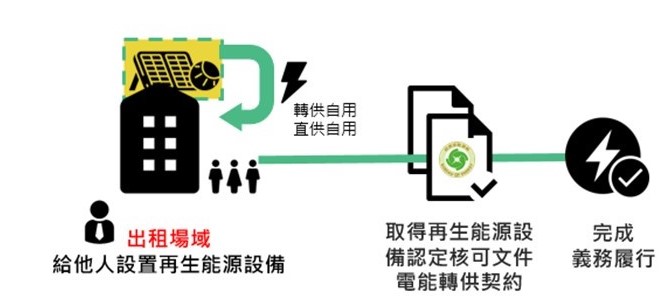 轉供自用
直供自用
出租場域
給他人設置再生能源設備
取得再生能源設
備認定核可文件
電能轉供契約
完成
義務履行